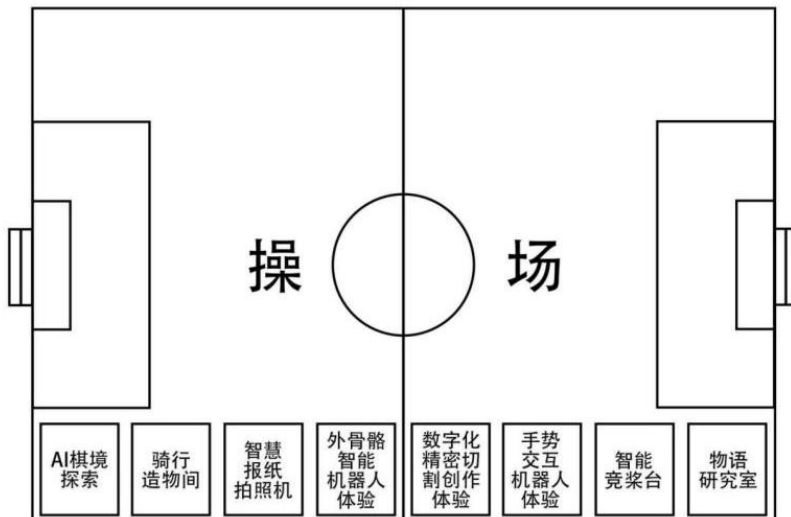 操 场
AI棋境
探索
骑行
造物间
智慧
报纸
拍照机
外骨骼
智能
机器人
体验
数字化
精密切
割创作
体验
手势
交互
机器人
体验
智能
竞桨台
物语
研究室